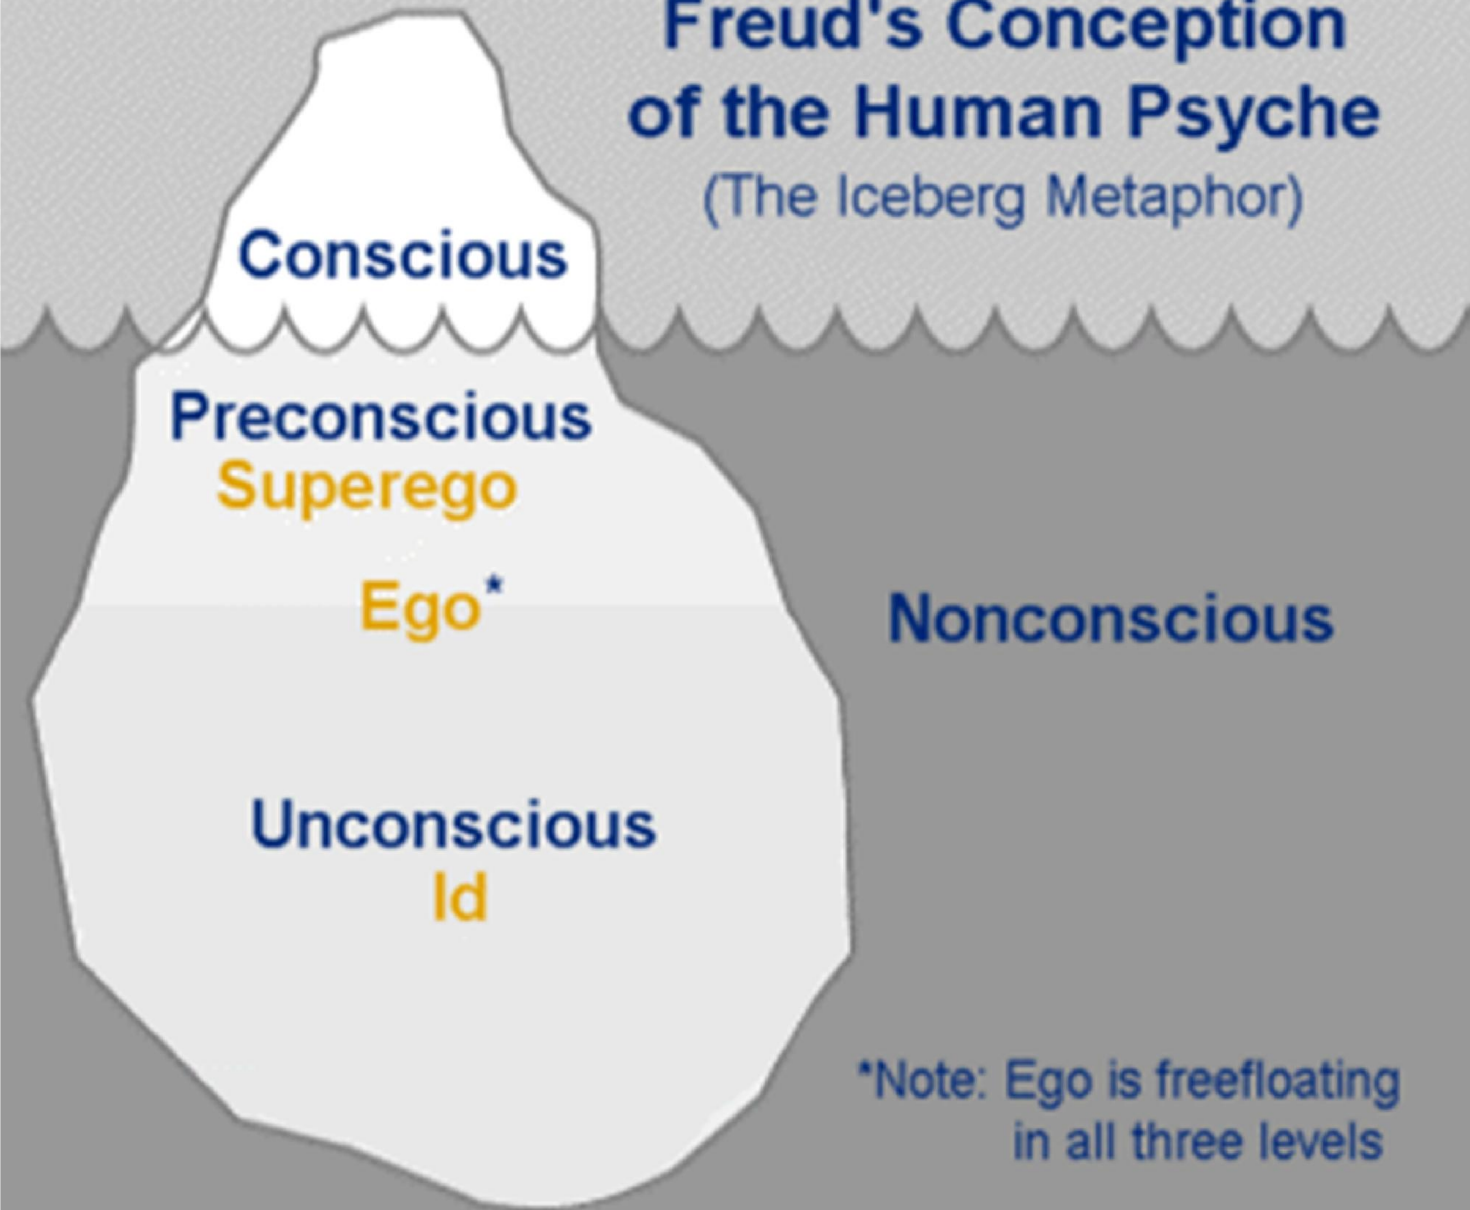 Freud's Conception
of the Human Psyche
(The Iceberg Metaphor)
Conscious
Preconscious
Superego
Ego*
Nonconscious
Unconscious
Id
*Note: Ego is freefloating
in all three levels